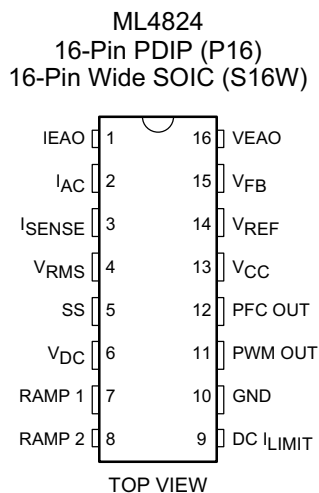 ML4824
16-Pin PDIP (P16)
16-Pin Wide SOIC (S16W)
IEAO 1 16 VEAO
IAC 2 15 VFB
ISENSE 3 14 VREF
VRMS 4 13 VCC
SS 5 12 PFC OUT
VDC 6 11 PWM OUT
RAMP 1 7 10 GND
RAMP 2 8 9 DC ILIMIT
TOP VIEW